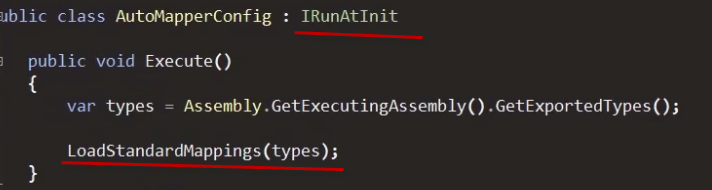 ublic class AutoMapperConfig : IRunAtInit
public void Execute()
{
var types = Assembly.GetExecutingAssembly().GetExportedTypes();
LoadStandardMappings(types);
}